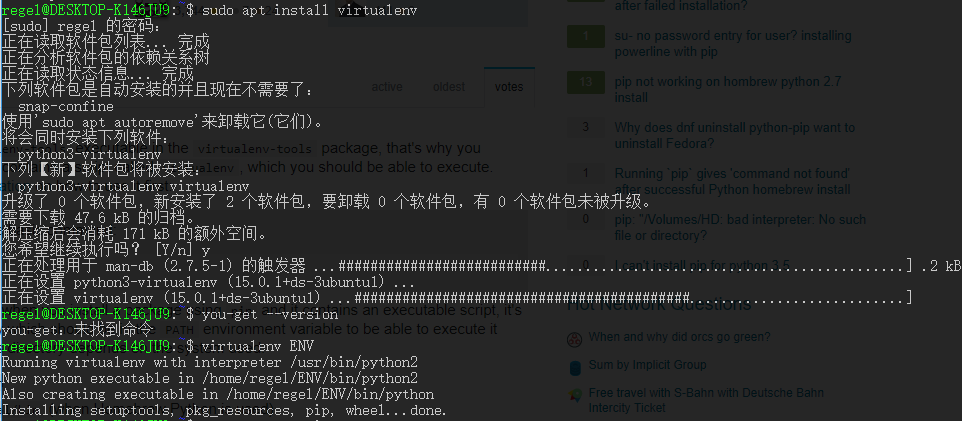 rege1@DESKTOP-K146JU9:~$ sudo apt install virtualenv
[sudo] rege1 的密码：
正在读取软件包列表... 完成
正在分析软件包的依赖关系树
正在读取状态信息... 完成
下列软件包是自动安装的并且现在不需要了：
snap-confine
使用'sudo apt autoremove'来卸载它(它们)。
将会同时安装下列软件：
python3-virtualenv
下列【新】软件包将被安装：
python3-virtualenv virtualenv
升级了 0 个软件包，新安装了 2 个软件包，要卸载 0 个软件包，有 0 个软件包未被升级。
需要下载 47.6 kB 的归档。
解压缩后会消耗 171 kB 的额外空间。
您希望继续执行吗？ [Y/n] y
正在处理用于 man-db (2.7.5-1) 的触发器 ...##########################.............................................] .2 kB
正在设置 python3-virtualenv (15.0.1+ds-3ubuntu1) ...
正在设置 virtualenv (15.0.1+ds-3ubuntu1) ...##########################################...........................]
rege1@DESKTOP-K146JU9:~$ you-get --version
you-get：未找到命令
rege1@DESKTOP-K146JU9:~$ virtualenv ENV
Running virtualenv with interpreter /usr/bin/python2
New python executable in /home/rege1/ENV/bin/python2
Also creating executable in /home/rege1/ENV/bin/python
Installing setuptools, pkg_resources, pip, wheel...done.
active oldest votes
in the virtualenv-tools package, that's why you
, which you should be able to execute.
an executable script, it's
PATH environment variable to be able to execute it
after failed installation?
1 su- no password entry for user? installing
powerline with pip
13 pip not working on hombrew python 2.7
install
3 Why does dnf uninstall python-pip want to
uninstall Fedora?
1 Running `pip` gives 'command not found'
after successful Python homebrew install
0 pip: "/Volumes/HD: bad interpreter: No such
file or directory?
0 I can't install pip for python 3.5
Hot Network Questions
When and why did orcs go green?
Sum by Implicit Group
Free travel with S-Bahn with Deutsche Bahn
Intercity Ticket